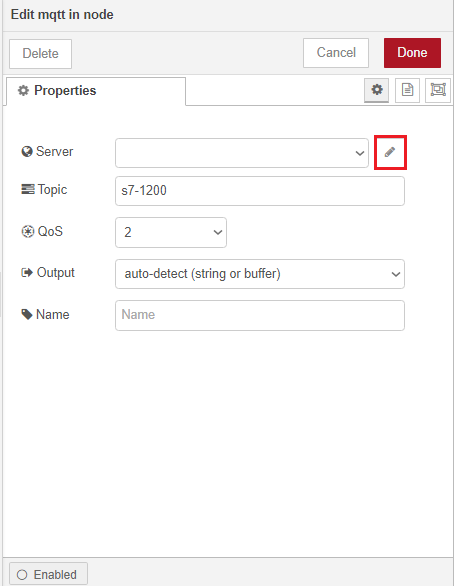 Edit mqtt in node
Delete
Cancel
Done
Properties
Server
Topic
s7-1200
QoS
2
Output
auto-detect (string or buffer)
Name
Name
Enabled